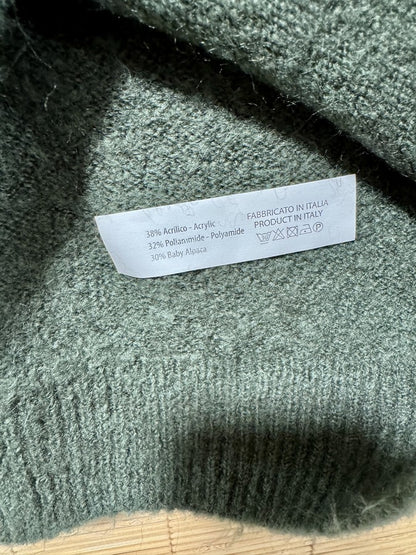 38% Acrilico - Acrylic
32% Poliammide - Polyamide
30% Baby Alpaca
FABBRICATO IN ITALIA
PRODUCT IN ITALY